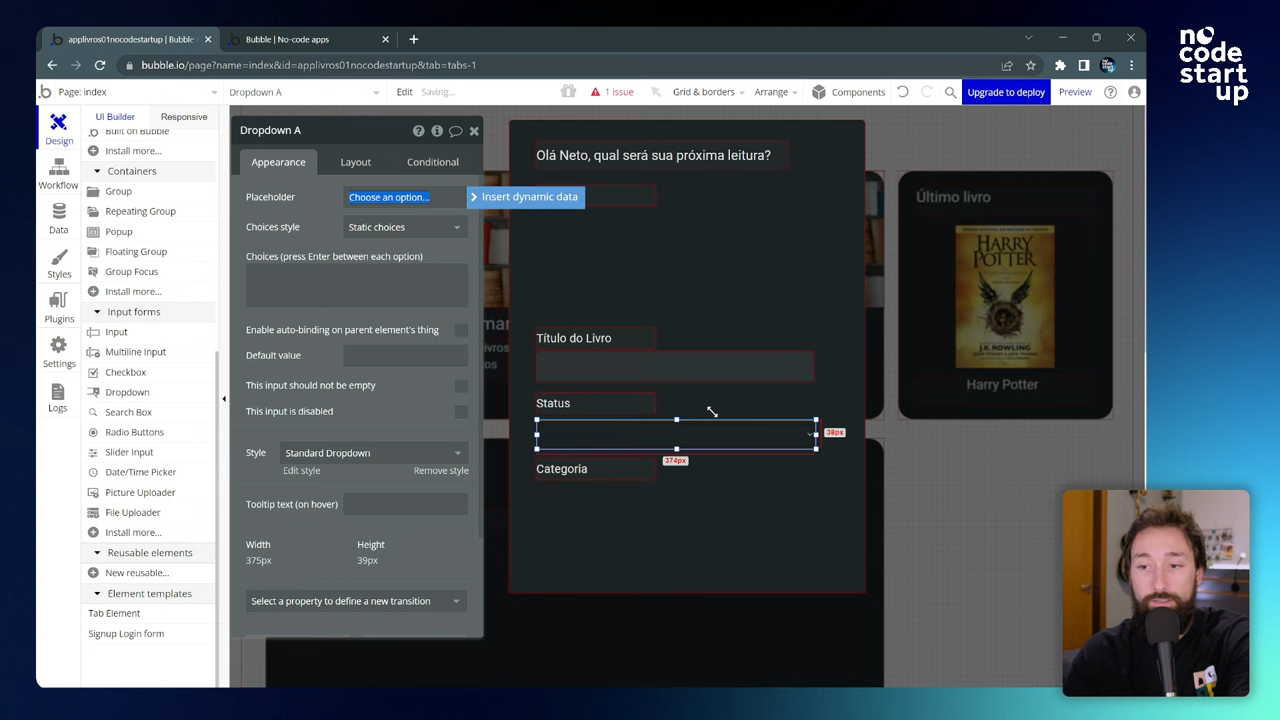 applivros01nocodestartup | Bubble
Bubble | No-code apps
no
code
start
up
bubble.io/page?name=index&id=applivros01nocodestartup&tab=tabs-1
Page: index
Dropdown A
Edit
Saving...
1 issue
Grid & borders
Arrange
Components
Upgrade to deploy
Preview
UI Builder
Responsive
Design
Workflow
Data
Styles
Plugins
Settings
Logs
Built on Bubble
Install more...
Containers
Group
Repeating Group
Popup
Floating Group
Group Focus
Install more...
Input forms
Input
Multiline Input
Checkbox
Dropdown
Search Box
Radio Buttons
Slider Input
Date/Time Picker
Picture Uploader
File Uploader
Install more...
Reusable elements
New reusable...
Element templates
Tab Element
Signup Login form
Dropdown A
Appearance
Layout
Conditional
Placeholder
Choose an option...
Insert dynamic data
Choices style
Static choices
Choices (press Enter between each option)
Enable auto-binding on parent element's thing
Default value
This input should not be empty
This input is disabled
Style
Standard Dropdown
Edit style
Remove style
Tooltip text (on hover)
Width
Height
375px
39px
Select a property to define a new transition
Olá Neto, qual será sua próxima leitura?
Título do Livro
Status
38px
374px
Categoria
Último livro
HARRY
POTTER
J.K.ROWLING
Harry Potter